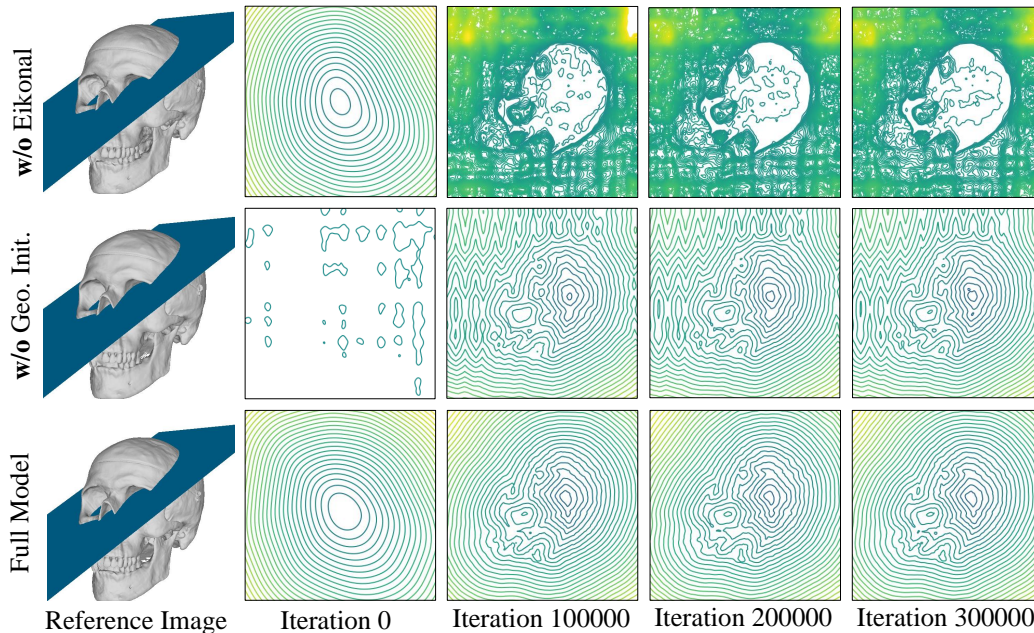 w/o Eikonal
w/o Geo. Init.
Full Model
Reference Image
Iteration 0
Iteration 100000
Iteration 200000
Iteration 300000